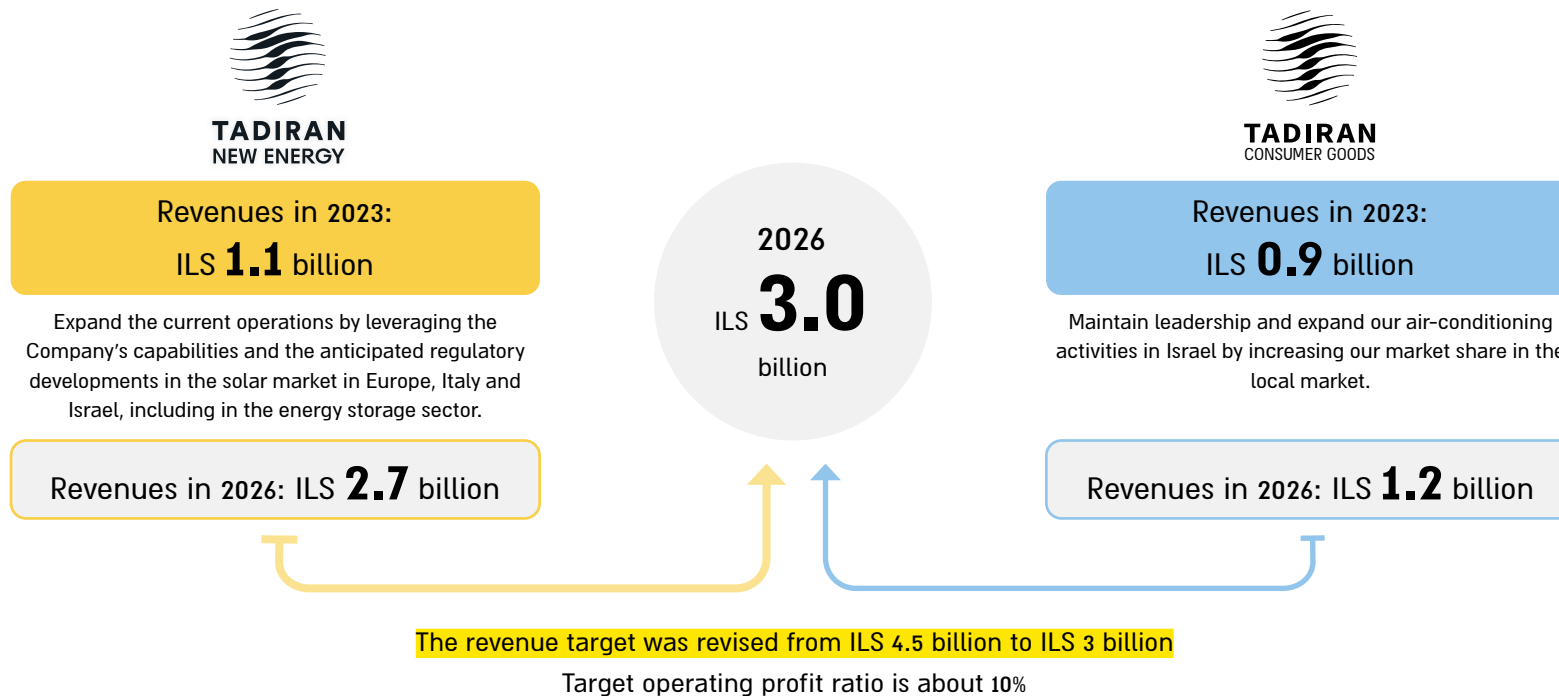 TADIRAN
NEW ENERGY
Revenues in 2023:
ILS 1.1 billion
Expand the current operations by leveraging the
Company's capabilities and the anticipated regulatory
developments in the solar market in Europe, Italy and
Israel, including in the energy storage sector.
Revenues in 2026: ILS 2.7 billion
2026
ILS 3.0
billion
TADIRAN
CONSUMER GOODS
Revenues in 2023:
ILS 0.9 billion
Maintain leadership and expand our air-conditioning
activities in Israel by increasing our market share in the
local market.
Revenues in 2026: ILS 1.2 billion
The revenue target was revised from ILS 4.5 billion to ILS 3 billion
Target operating profit ratio is about 10%